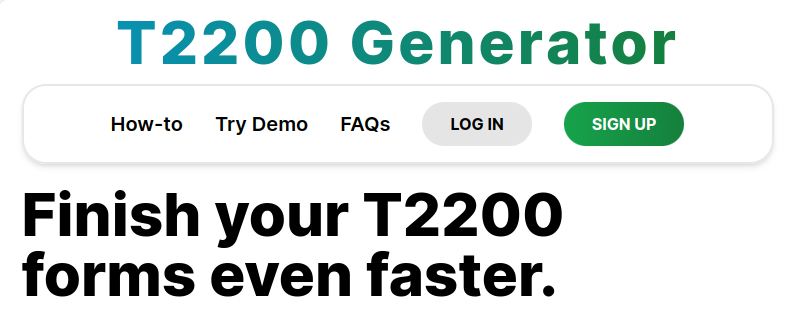 T2200 Generator
How-to Try Demo FAQs LOG IN SIGN UP
Finish your T2200
forms even faster.